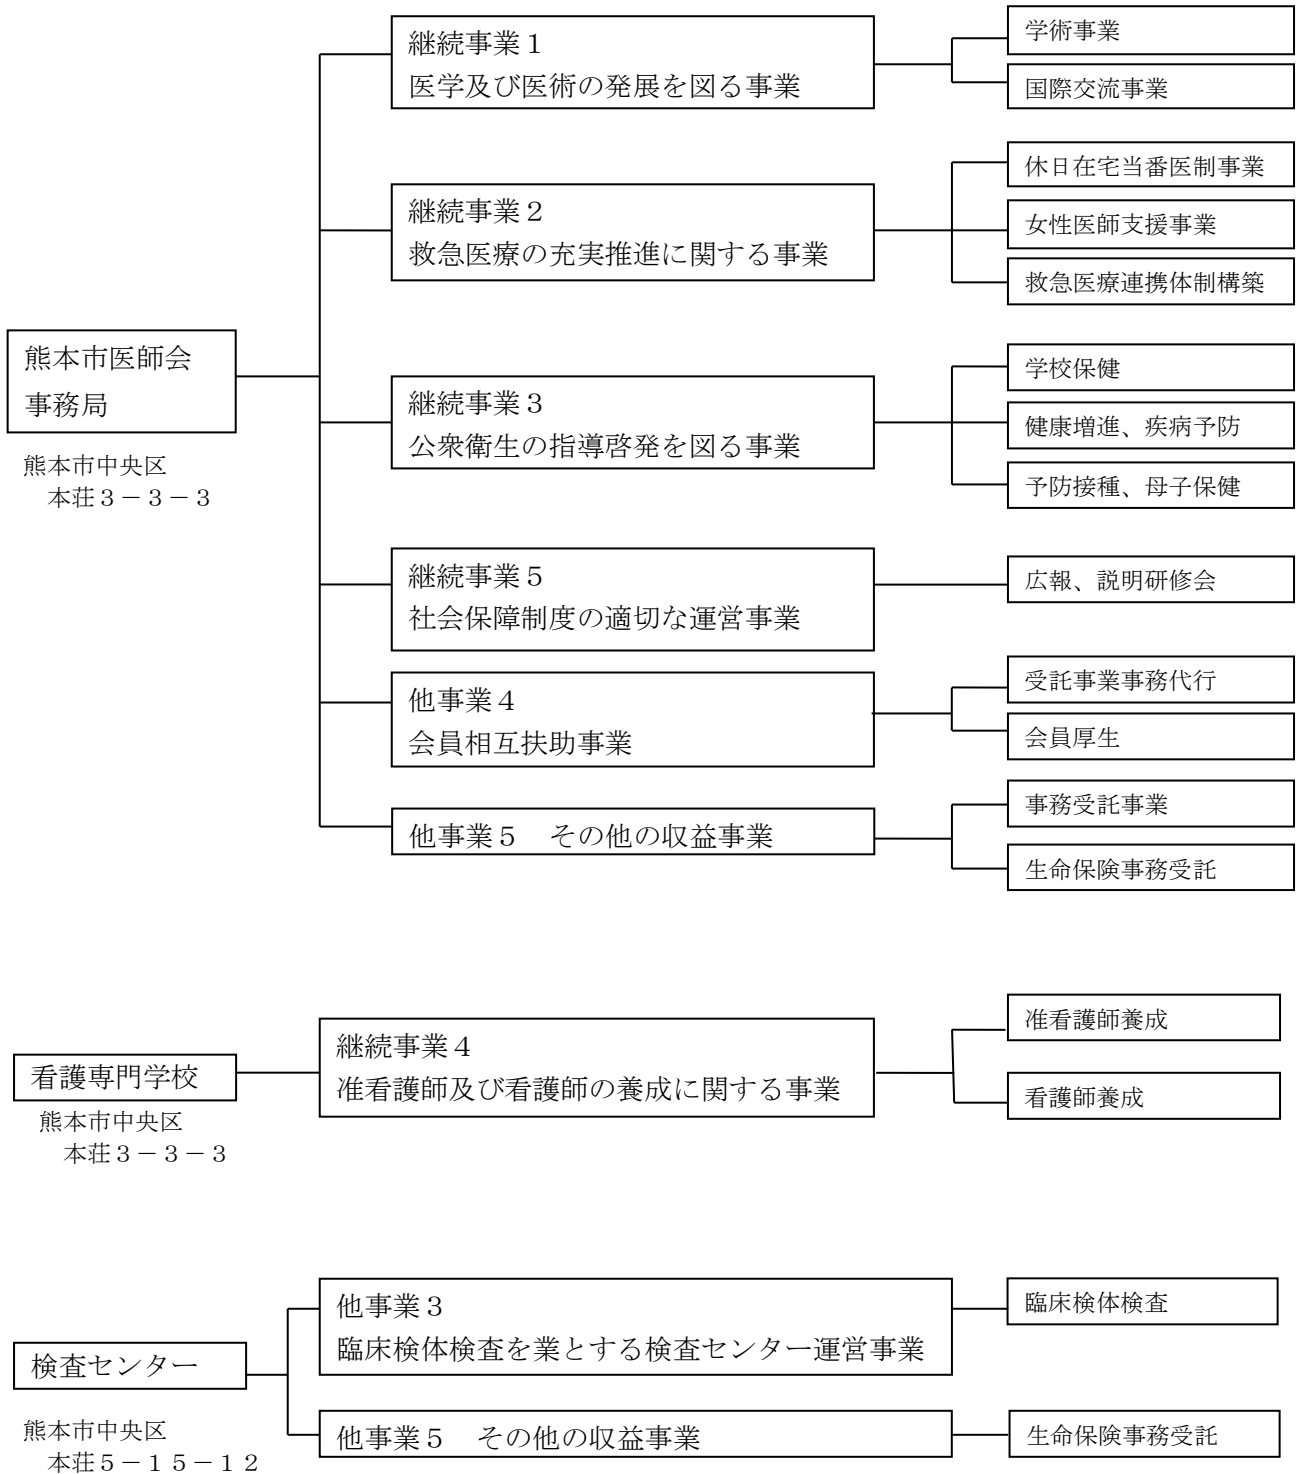 熊本市医師会
事務局
熊本市中央区
本荘３－３－３
継続事業１
医学及び医術の発展を図る事業
学術事業
国際交流事業
継続事業２
救急医療の充実推進に関する事業
休日在宅当番医制事業
女性医師支援事業
救急医療連携体制構築
継続事業３
公衆衛生の指導啓発を図る事業
学校保健
健康増進、疾病予防
予防接種、母子保健
継続事業５
社会保障制度の適切な運営事業
広報、説明研修会
他事業４
会員相互扶助事業
受託事業事務代行
会員厚生
他事業５　その他の収益事業
事務受託事業
生命保険事務受託
看護専門学校
熊本市中央区
本荘３－３－３
継続事業４
准看護師及び看護師の養成に関する事業
准看護師養成
看護師養成
検査センター
熊本市中央区
本荘５－１５－１２
他事業３
臨床検体検査を業とする検査センター運営事業
臨床検体検査
他事業５　その他の収益事業
生命保険事務受託